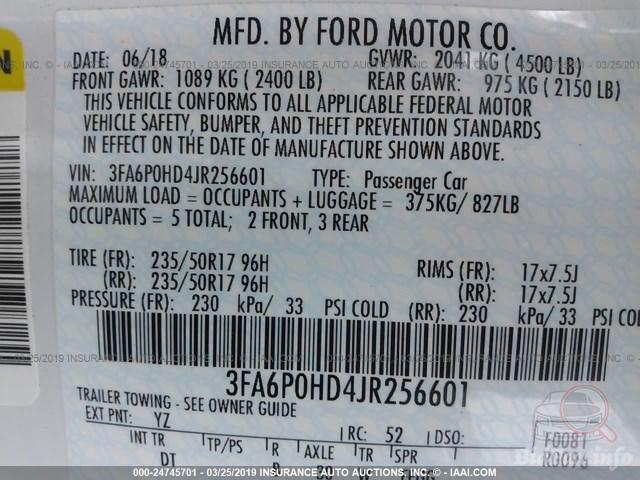 MFD. BY FORD MOTOR CO.
DATE: 06/18 GVWR: 2041 KG ( 4500 LB)
FRONT GAWR: 1089 KG ( 2400 LB) REAR GAWR: 975 KG ( 2150 LB)
THIS VEHICLE CONFORMS TO ALL APPLICABLE FEDERAL MOTOR
VEHICLE SAFETY, BUMPER, AND THEFT PREVENTION STANDARDS
IN EFFECT ON THE DATE OF MANUFACTURE SHOWN ABOVE.
VIN: 3FA6P0HD4JR256601 TYPE: Passenger Car
MAXIMUM LOAD = OCCUPANTS + LUGGAGE = 375KG/ 827LB
OCCUPANTS = 5 TOTAL; 2 FRONT, 3 REAR
TIRE (FR): 235/50R17 96H RIMS (FR): 17x7.5J
(RR): 235/50R17 96H (RR): 17x7.5J
PRESSURE (FR): 230 kPa/ 33 PSI COLD (RR): 230 kPa/ 33 PSI CO
3FA6P0HD4JR256601
TRAILER TOWING - SEE OWNER GUIDE
EXT PNT: YZ RC: 52 DSO: F0081
INT TR TP/PS R AXLE TR SPR R0096
DT
000-24745701 - 03/25/2019 - INSURANCE AUTO AUCTIONS, INC. - © - IAAI.COM